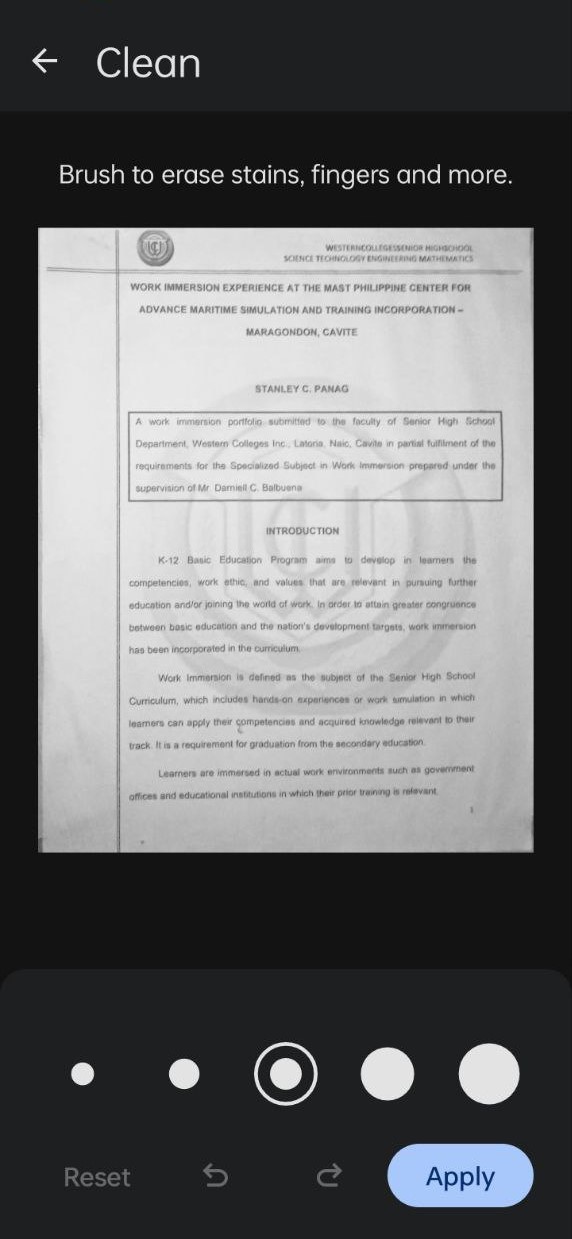 Clean
Brush to erase stains, fingers and more.
WESTERNCOLLEGESSENIOR HIGHSCHOOL
SCIENCE TECHNOLOGY ENGINEERING MATHEMATICS
WORK IMMERSION EXPERIENCE AT THE MAST PHILIPPINE CENTER FOR
ADVANCE MARITIME SIMULATION AND TRAINING INCORPORATION –
MARAGONDON, CAVITE
STANLEY C. PANAG
A work immersion portfolio submitted to the faculty of Senior High School
Department, Western Colleges Inc., Latoria, Naic, Cavite in partial fulfilment of the
requirements for the Specialized Subject in Work Immersion prepared under the
supervision of Mr. Darniell C. Balbuena
INTRODUCTION
K-12 Basic Education Program aims to develop in learners the
competencies, work ethic, and values that are relevant in pursuing further
education and/or joining the world of work. In order to attain greater congruence
between basic education and the nation's development targets, work immersion
has been incorporated in the curriculum.
Work Immersion is defined as the subject of the Senior High School
Curriculum, which includes hands-on experiences or work simulation in which
learners can apply their competencies and acquired knowledge relevant to their
track. It is a requirement for graduation from the secondary education.
Learners are immersed in actual work environments such as government
offices and educational institutions in which their prior training is relevant.
1
Reset
Apply